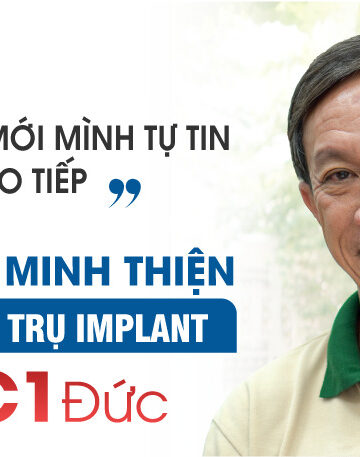 MỚI MÌNH TỰ TIN
O TIẾP ”
MINH THIỆN
TRỤ IMPLANT
C1 Đức